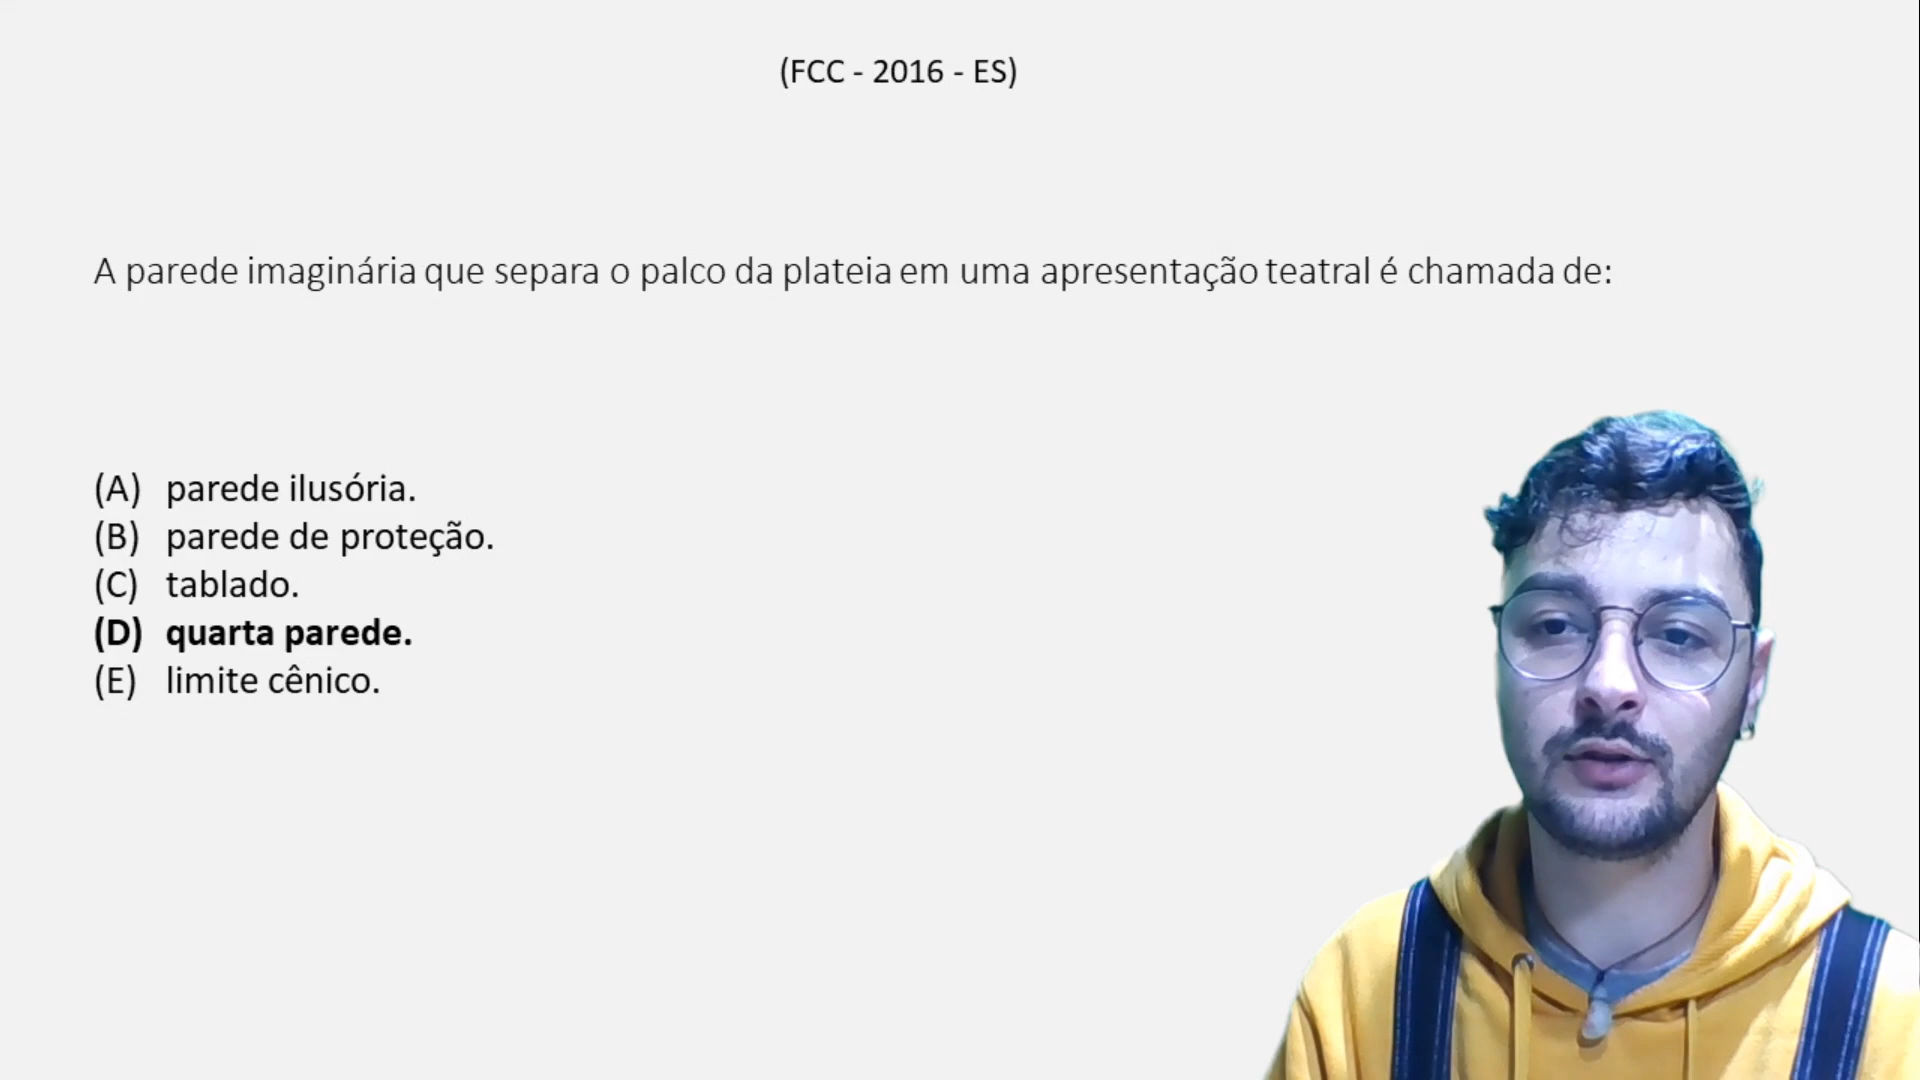 (FCC - 2016 - ES)
A parede imaginária que separa o palco da plateia em uma apresentação teatral é chamada de:
(A) parede ilusória.
(B) parede de proteção.
(C) tablado.
(D) quarta parede.
(E) limite cênico.